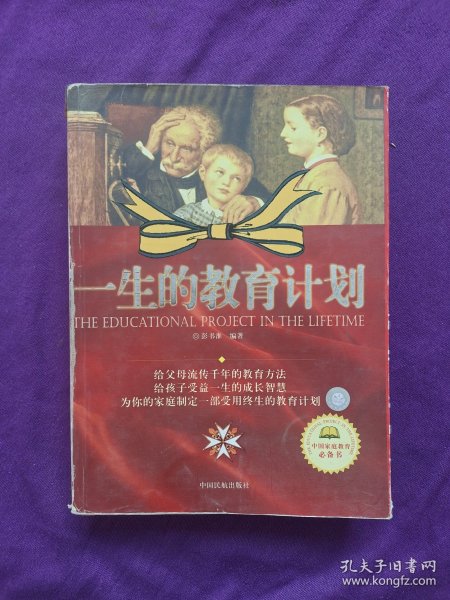 一生的教育计划
THE EDUCATIONAL PROJECT IN THE LIFETIME
◎彭书淮 编著
给父母流传千年的教育方法
给孩子受益一生的成长智慧
为你的家庭制定一部受用终生的教育计划
中国家庭教育
必备书
中国民航出版社
孔夫子旧书网
www.kongfz.com